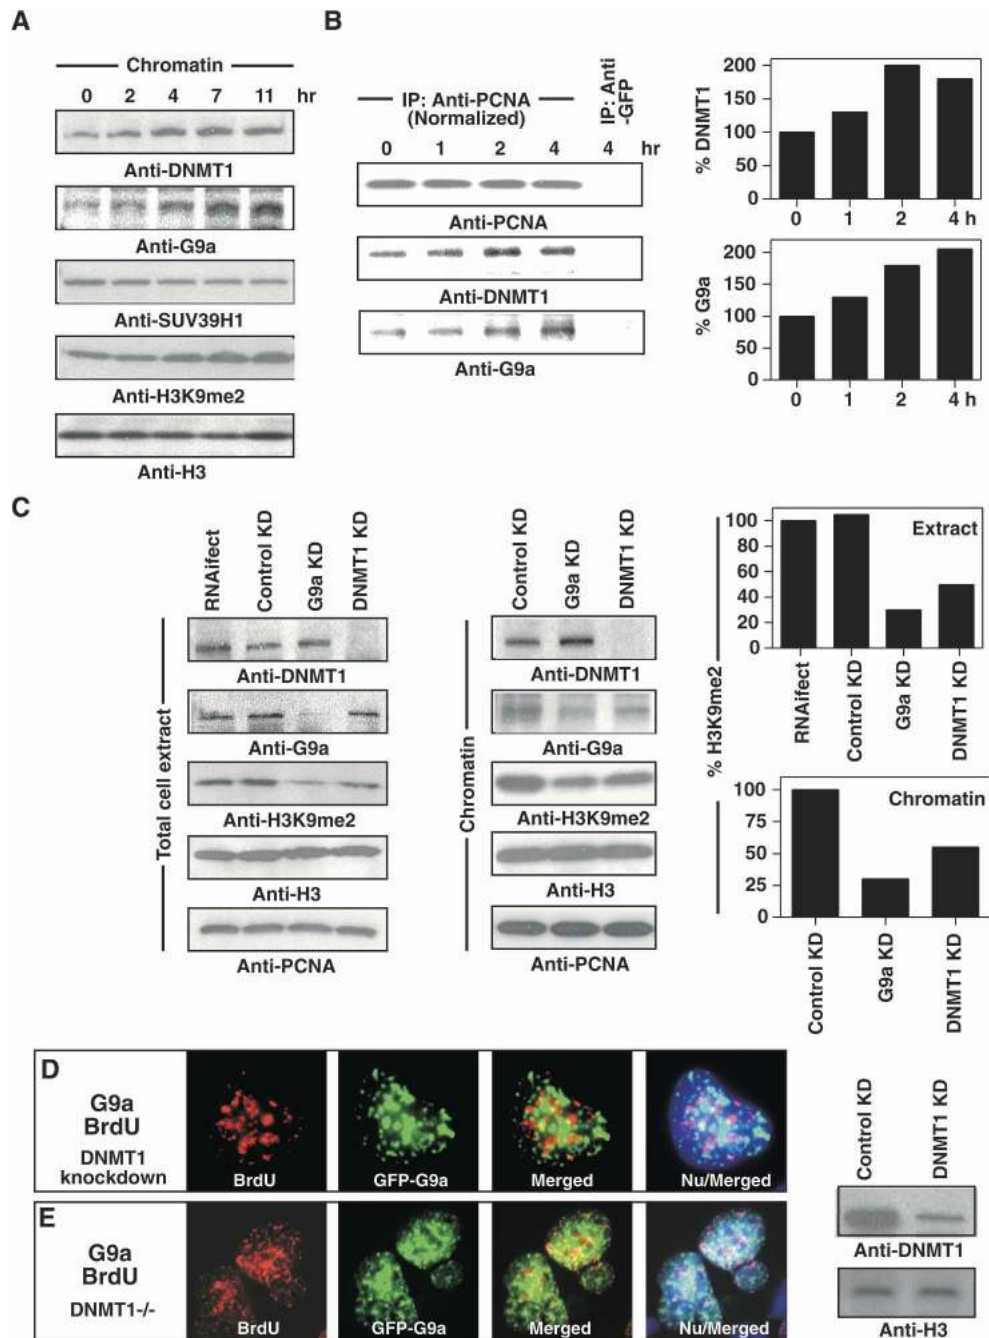 A
Chromatin
0 2 4 7 11 hr
Anti-DNMT1
Anti-G9a
Anti-SUV39H1
Anti-H3K9me2
Anti-H3
B
IP: Anti-PCNA
(Normalized)
IP: Anti
-GFP
0 1 2 4 4 hr
Anti-PCNA
Anti-DNMT1
Anti-G9a
% DNMT1
200
150
100
50
0
0 1 2 4 h
% G9a
200
150
100
50
0
0 1 2 4 h
C
RNAifect
Control KD
G9a KD
DNMT1 KD
Total cell extract
Anti-DNMT1
Anti-G9a
Anti-H3K9me2
Anti-H3
Anti-PCNA
Control KD
G9a KD
DNMT1 KD
Chromatin
Anti-DNMT1
Anti-G9a
Anti-H3K9me2
Anti-H3
Anti-PCNA
% H3K9me2
Extract
100
80
60
40
20
0
RNAifect
Control KD
G9a KD
DNMT1 KD
Chromatin
100
75
50
25
0
Control KD
G9a KD
DNMT1 KD
D
G9a
BrdU
DNMT1
knockdown
BrdU
GFP-G9a
Merged
Nu/Merged
E
G9a
BrdU
DNMT1-/-
BrdU
GFP-G9a
Merged
Nu/Merged
Control KD
DNMT1 KD
Anti-DNMT1
Anti-H3